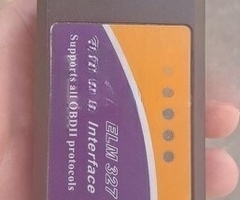 ELM 327
Interface
Supports all OBDII protocols